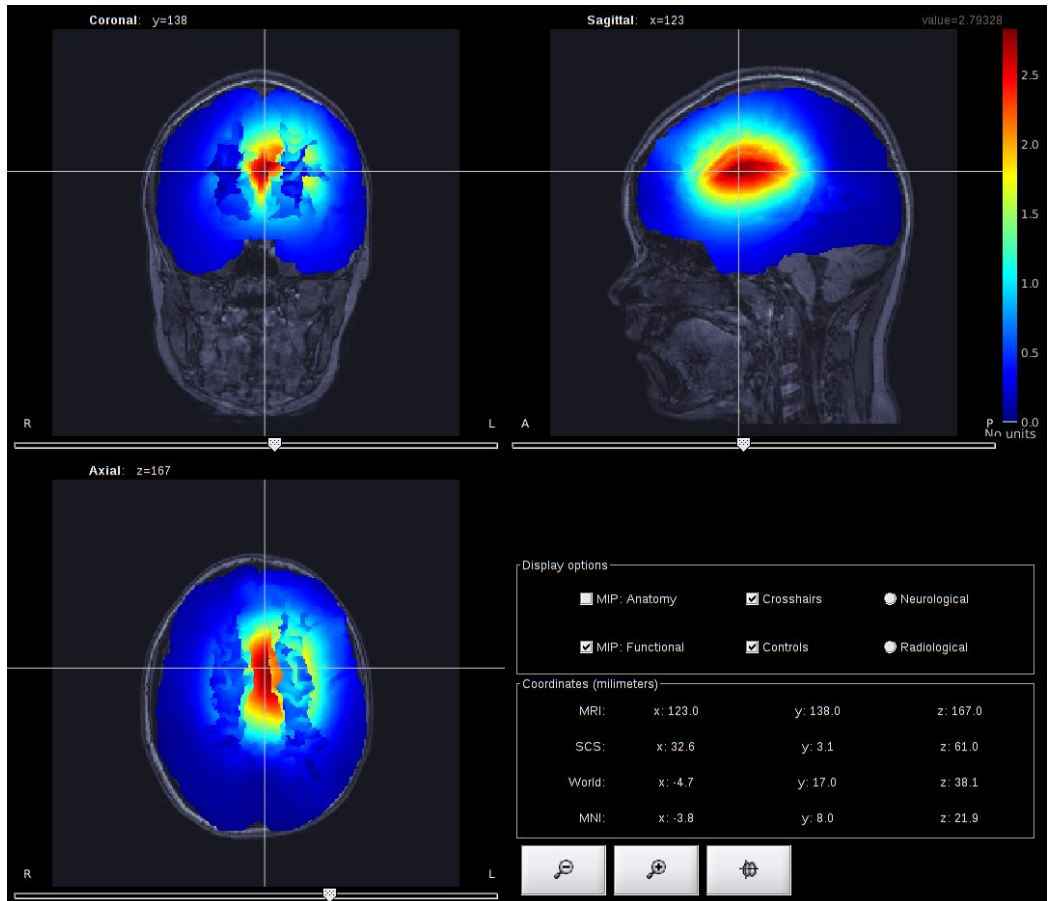 Coronal: y=138
Sagittal: x=123
value=2.79328
2.5
2.0
1.5
1.0
0.5
0.0
No units
R
L
A
P
Axial: z=167
R
L
Display options
MIP: Anatomy
Crosshairs
Neurological
MIP: Functional
Controls
Radiological
Coordinates (milimeters)
MRI: x: 123.0 y: 138.0 z: 167.0
SCS: x: 32.6 y: 3.1 z: 61.0
World: x: -4.7 y: 17.0 z: 38.1
MNI: x: -3.8 y: 8.0 z: 21.9